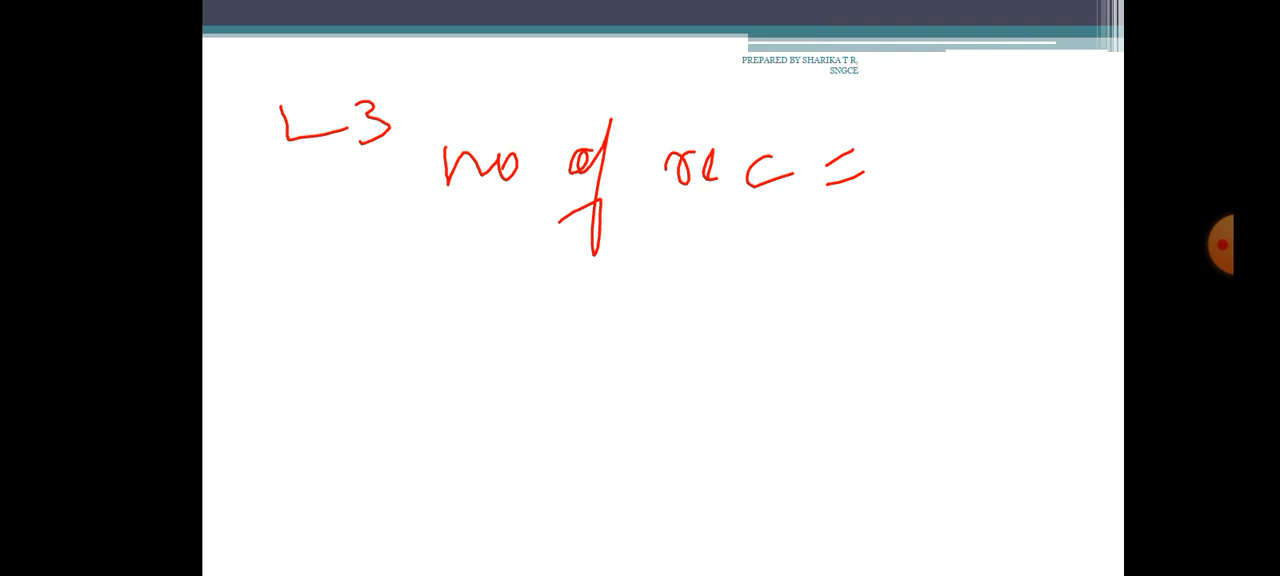 PREPARED BY SHARIKA T R,
SNGCE
L3
no of rec =